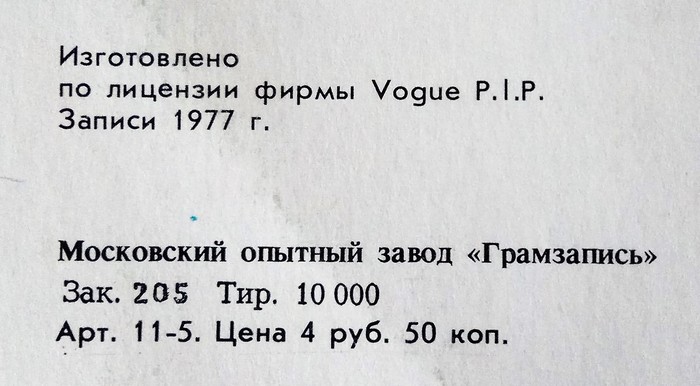 Изготовлено
по лицензии фирмы Vogue P.I.P.
Записи 1977 г.
Московский опытный завод «Грамзапись»
Зак. 205 Тир. 10 000
Арт. 11-5. Цена 4 руб. 50 коп.